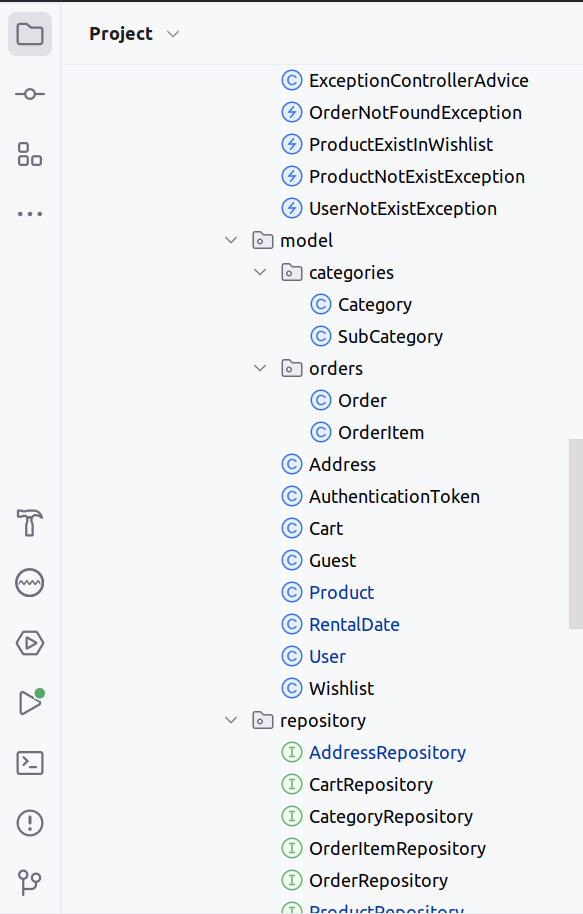 Project
ExceptionControllerAdvice
OrderNotFoundException
ProductExistInWishlist
ProductNotExistException
UserNotExistException
model
categories
Category
SubCategory
orders
Order
OrderItem
Address
AuthenticationToken
Cart
Guest
Product
RentalDate
User
Wishlist
repository
AddressRepository
CartRepository
CategoryRepository
OrderItemRepository
OrderRepository
ProductRepository